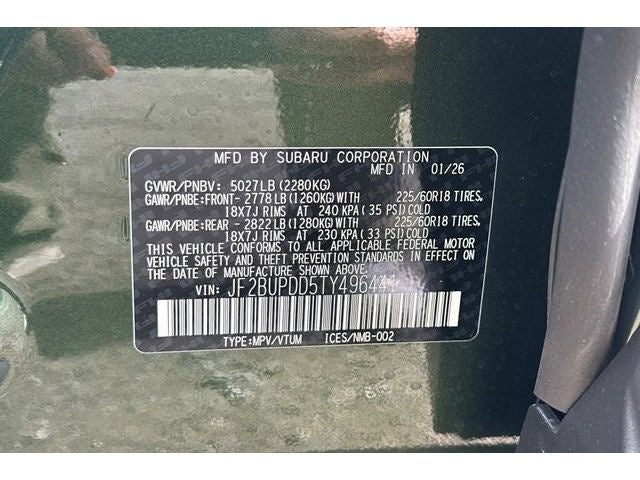 MFD BY SUBARU CORPORATION
MFD IN 01/26
GVWR/PNBV: 5027LB (2280KG)
GAWR/PNBE:FRONT- 2778 LB (1260KG) WITH 225/60R18 TIRES,
18X7J RIMS AT 240 KPA ( 35 PSI) COLD
GAWR/PNBE:REAR - 2822 LB (1280KG) WITH 225/60R18 TIRES,
18X7J RIMS AT 230 KPA ( 33 PSI) COLD
THIS VEHICLE CONFORMS TO ALL APPLICABLE FEDERAL MOTOR
VEHICLE SAFETY AND BUMPER STANDARDS IN EFFECT ON
THE DATE OF MANUFACTURE SHOWN ABOVE.
VIN: JF2BUPDD5TY496441
TYPE:MPV/VTUM ICES/NMB-002